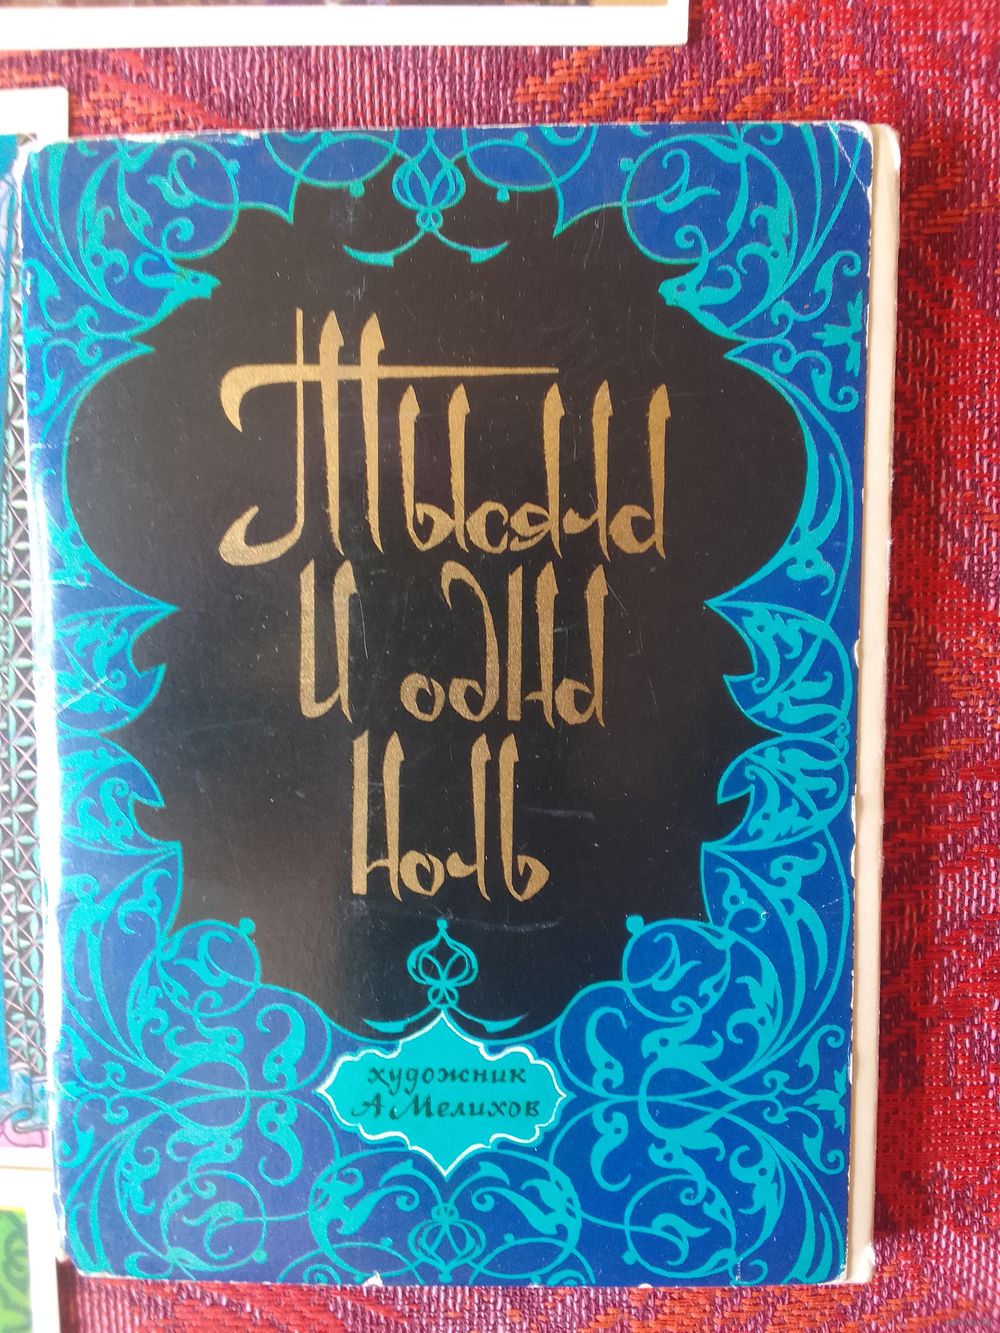 Тысяча
и одна
ночь
художник
А Мелихов